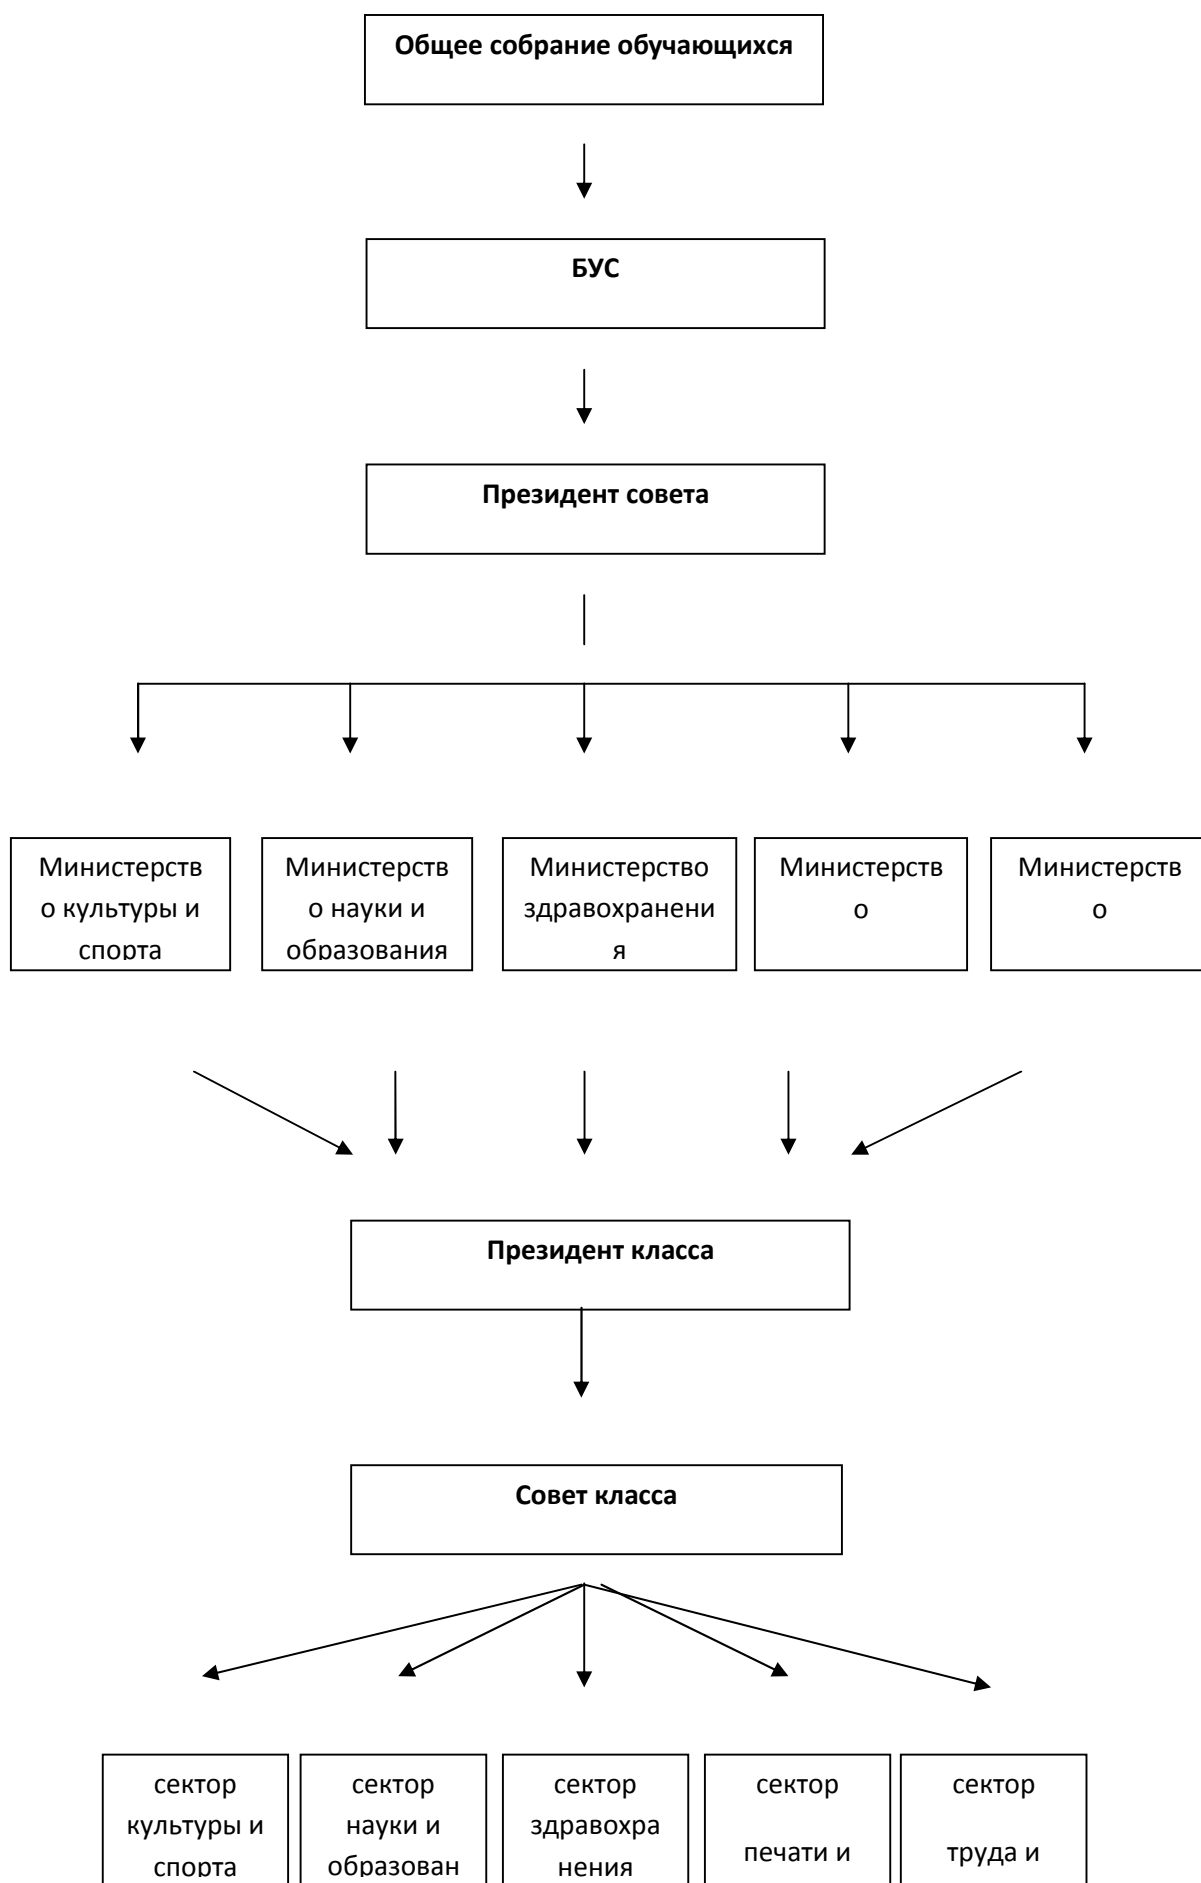 Общее собрание обучающихся
БУС
Президент совета
Министерств
о культуры и
спорта
Министерств
о науки и
образования
Министерство
здравохранени
я
Министерств
о
Министерств
о
Президент класса
Совет класса
сектор
культуры и
спорта
сектор
науки и
образован
сектор
здравохра
нения
сектор
печати и
сектор
труда и